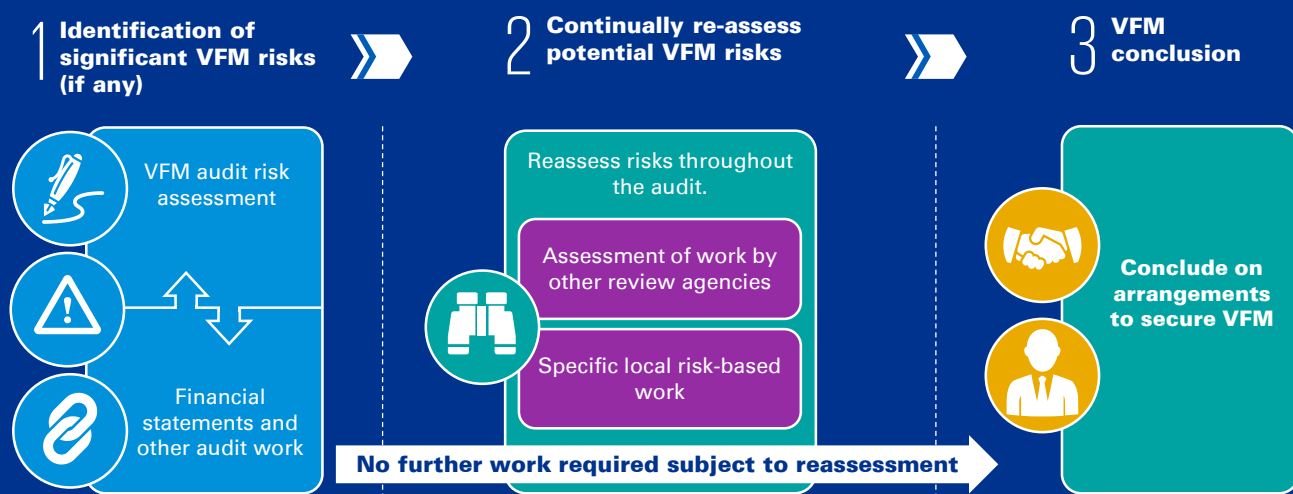 1 Identification of
significant VFM risks
(if any)
2 Continually re-assess
potential VFM risks
3 VFM
conclusion
VFM audit risk
assessment
Financial
statements and
other audit work
Reassess risks throughout
the audit.
Assessment of work by
other review agencies
Specific local risk-based
work
Conclude on
arrangements
to secure VFM
No further work required subject to reassessment